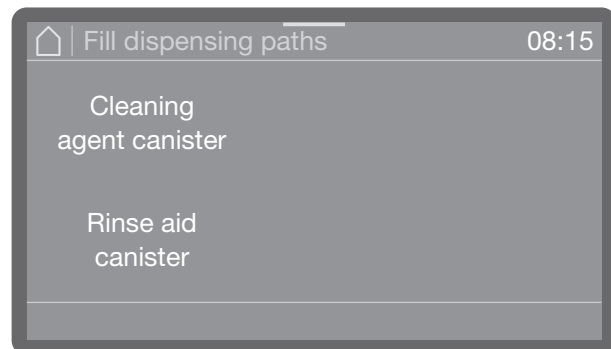 Fill dispensing paths 08:15
Cleaning
agent canister
Rinse aid
canister